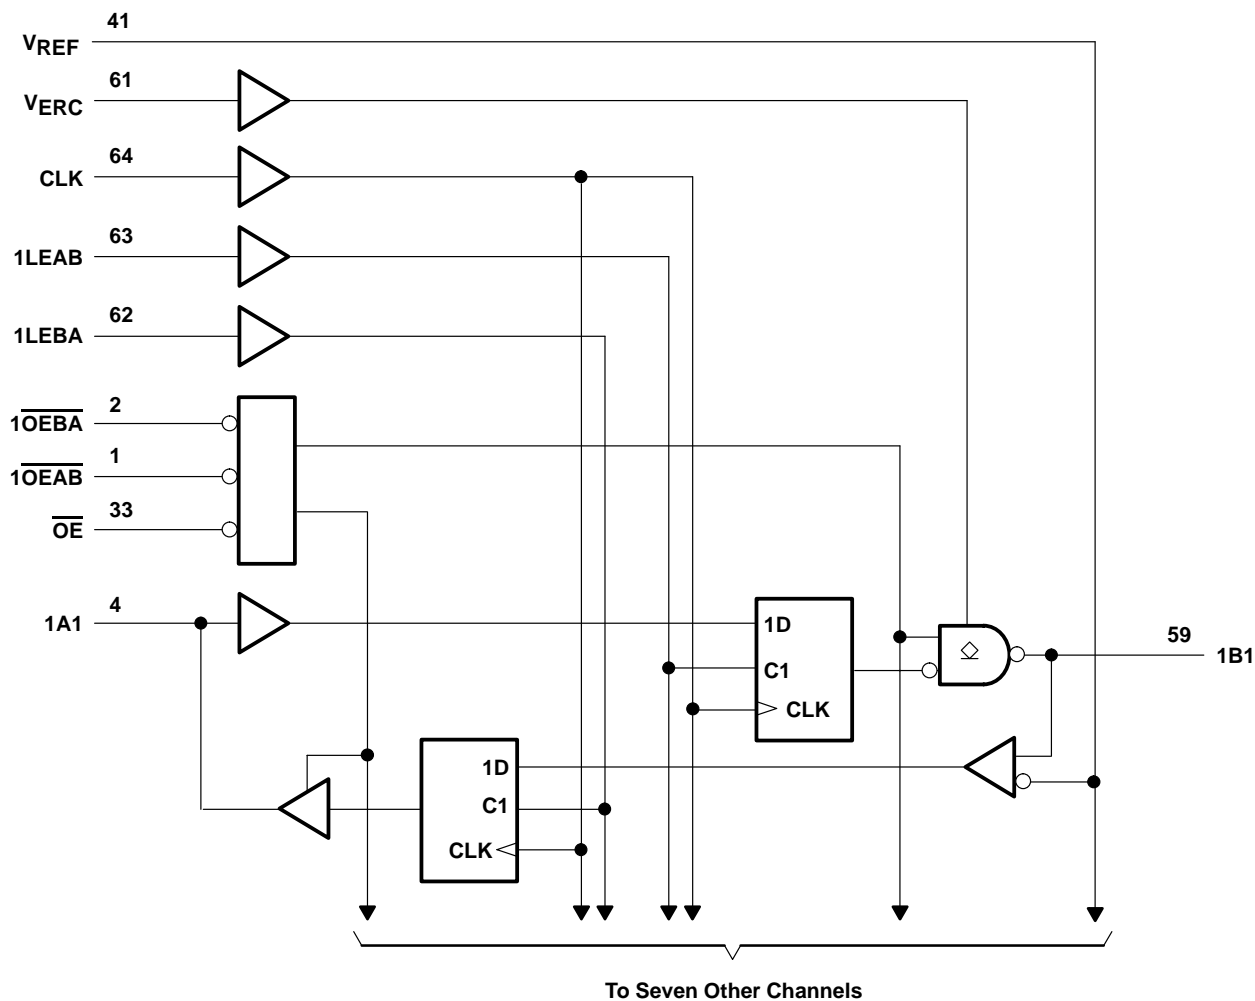 41
VREF
61
VERC
64
CLK
63
1LEAB
62
1LEBA
2
1OEBA
1
1OEAB
33
OE
4
1A1
1D
C1
CLK
59
1B1
1D
C1
CLK
To Seven Other Channels